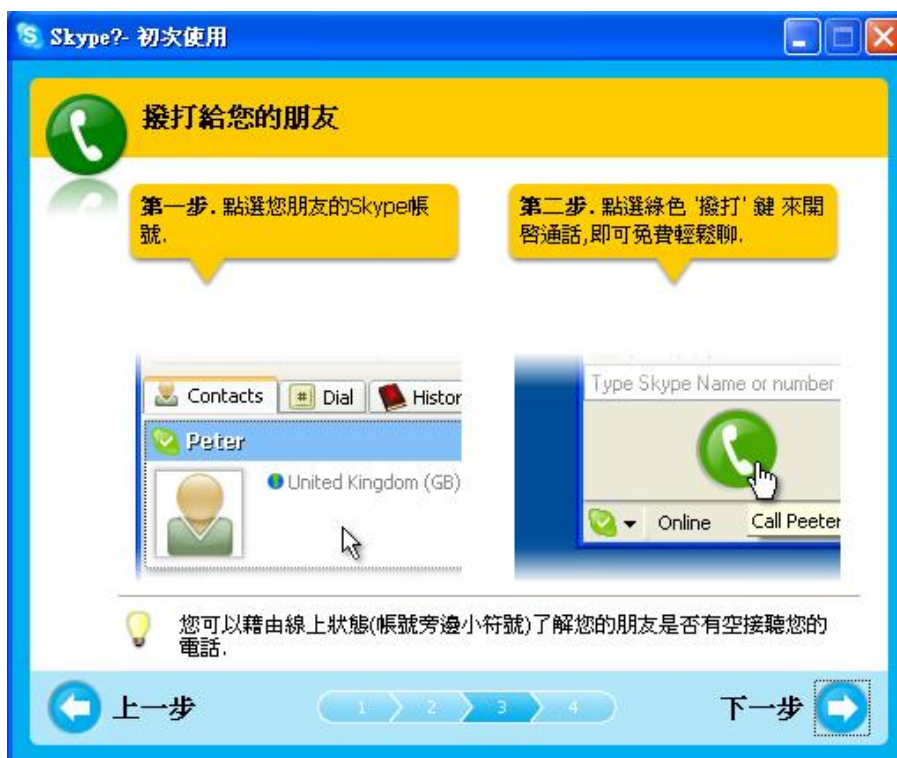 Skype?- 初次使用
撥打給您的朋友
第一步. 點選您朋友的Skype帳
號.
第二步. 點選綠色 '撥打' 鍵 來開
啓通話,即可免費輕鬆聊.
Contacts # Dial Histor
Peter
United Kingdom (GB)
Type Skype Name or number
Online Call Peeter
您可以藉由線上狀態(帳號旁邊小符號)了解您的朋友是否有空接聽您的
電話.
上一步 1 2 3 4 下一步